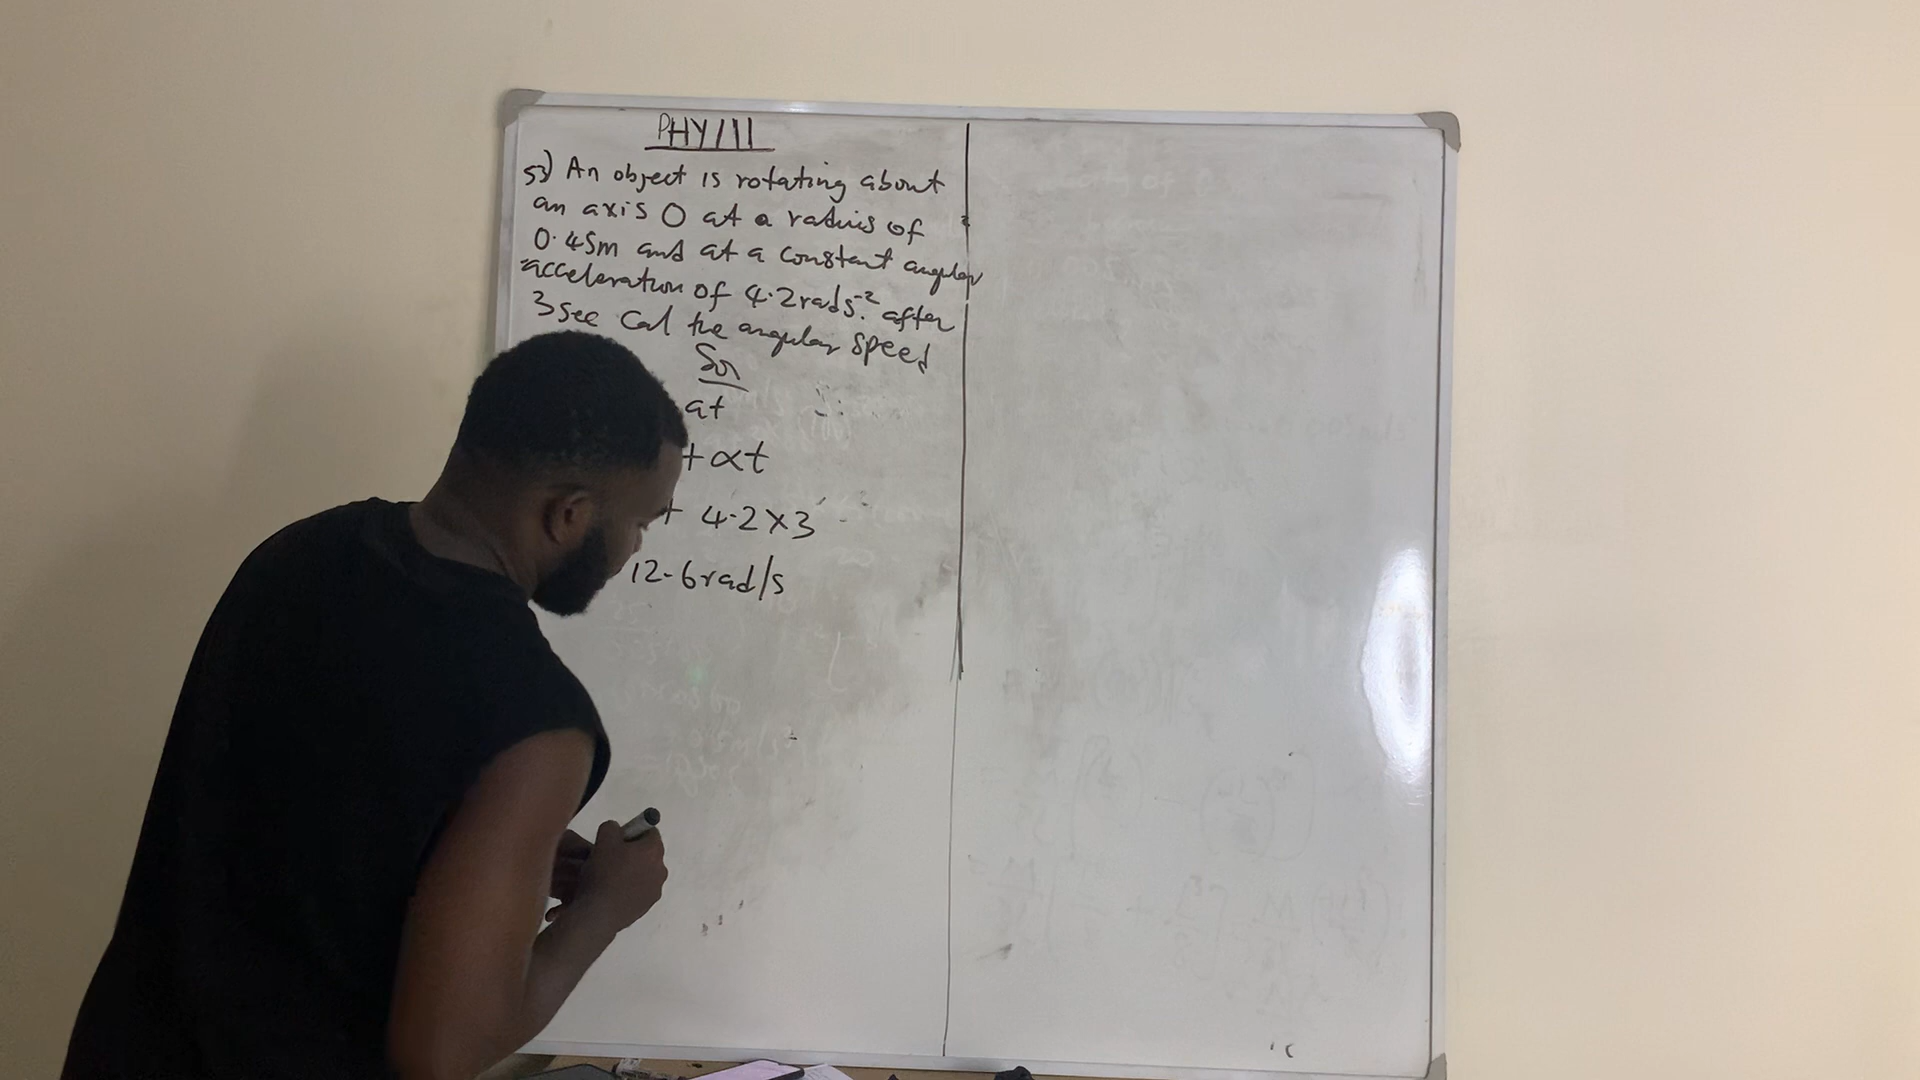 PHY111
53) An object is rotating about
an axis O at a radius of
0.45m and at a constant angular
acceleration of 4.2rads⁻². after
3sec Cal the angular speed
Sol
at
+ αt
+ 4.2×3
12.6rad/s